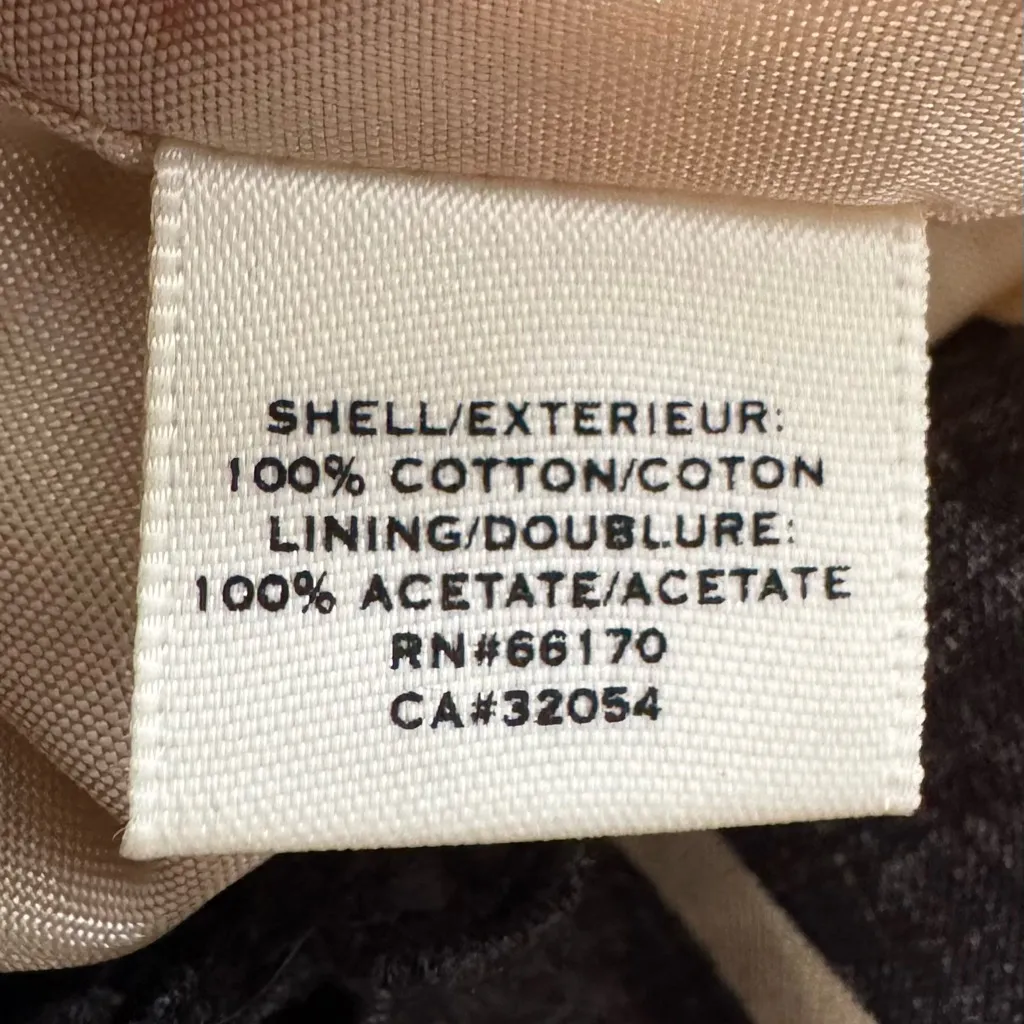 SHELL/EXTERIEUR:
100% COTTON/COTON
LINING/DOUBLURE:
100% ACETATE/ACETATE
RN#66170
CA#32054